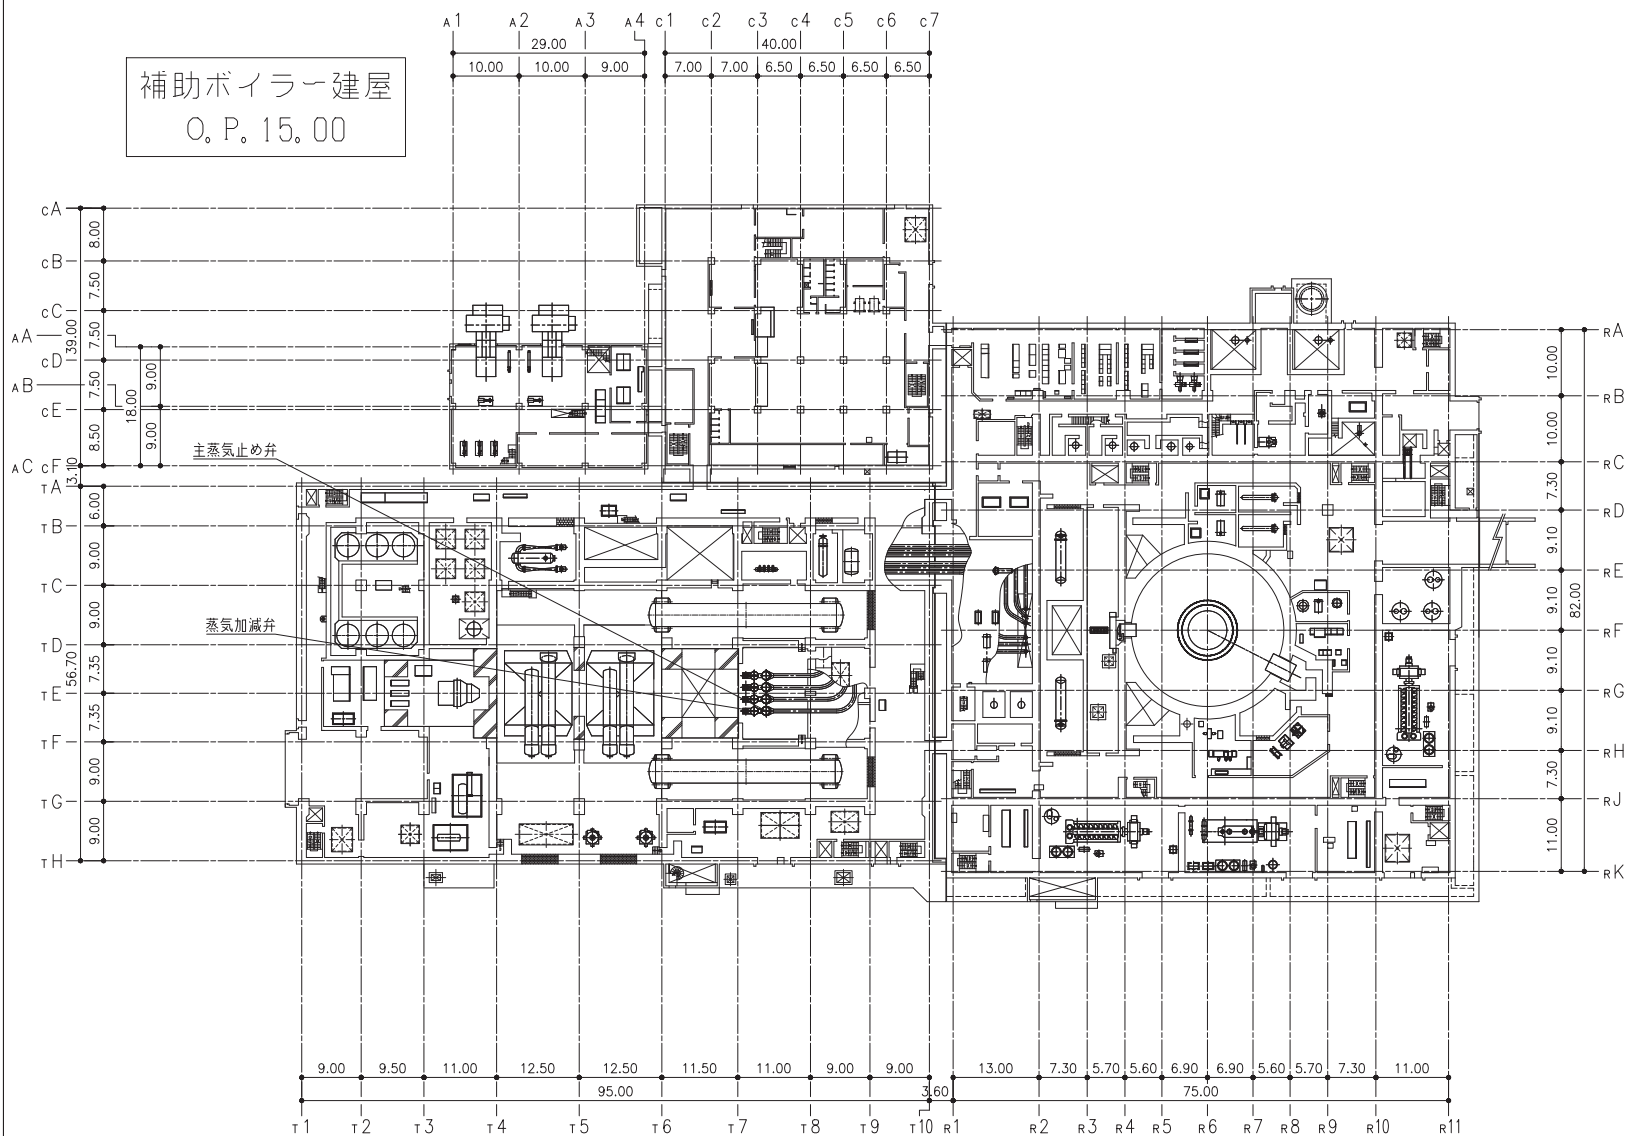 A1 A2 A3 A4 C1 C2 C3 C4 C5 C6 C7
29.00 40.00
10.00 10.00 9.00 7.00 7.00 6.50 6.50 6.50 6.50
補助ボイラー建屋
O.P. 15.00
CA
8.00
CB
7.50
CC
AA
39.00
7.50
CD
AB
7.50
CE
8.50
AC CF
3.10
18.00
9.00
9.00
主蒸気止め弁
蒸気加減弁
TA
6.00
TB
9.00
TC
9.00
TD
56.70
7.35
TE
7.35
TF
9.00
TG
9.00
TH
RA
10.00
RB
10.00
RC
7.30
RD
9.10
RE
9.10
82.00
RF
9.10
RG
9.10
RH
7.30
RJ
11.00
RK
9.00 9.50 11.00 12.50 12.50 11.50 11.00 9.00 9.00 13.00 7.30 5.70 5.60 6.90 6.90 5.60 5.70 7.30 11.00
95.00 3.60 75.00
T1 T2 T3 T4 T5 T6 T7 T8 T9 T10 R1 R2 R3 R4 R5 R6 R7 R8 R9 R10 R11